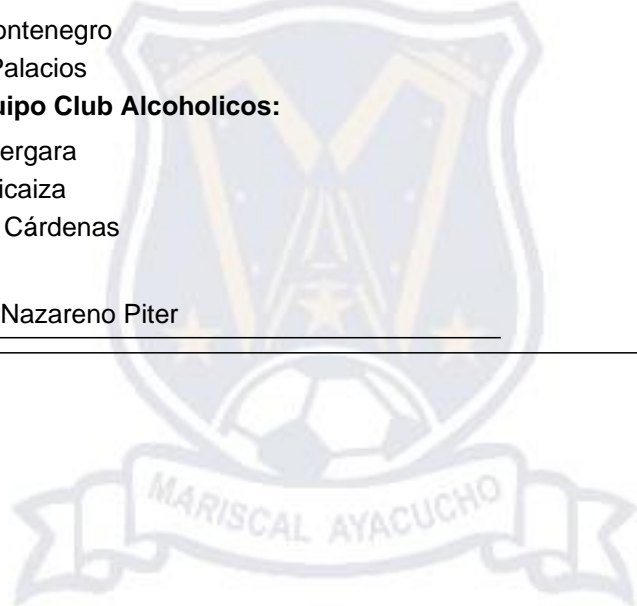 ontenegro
Palacios
uipo Club Alcoholicos:
ergara
icaiza
Cárdenas
Nazareno Piter
MARISCAL AYACUCHO